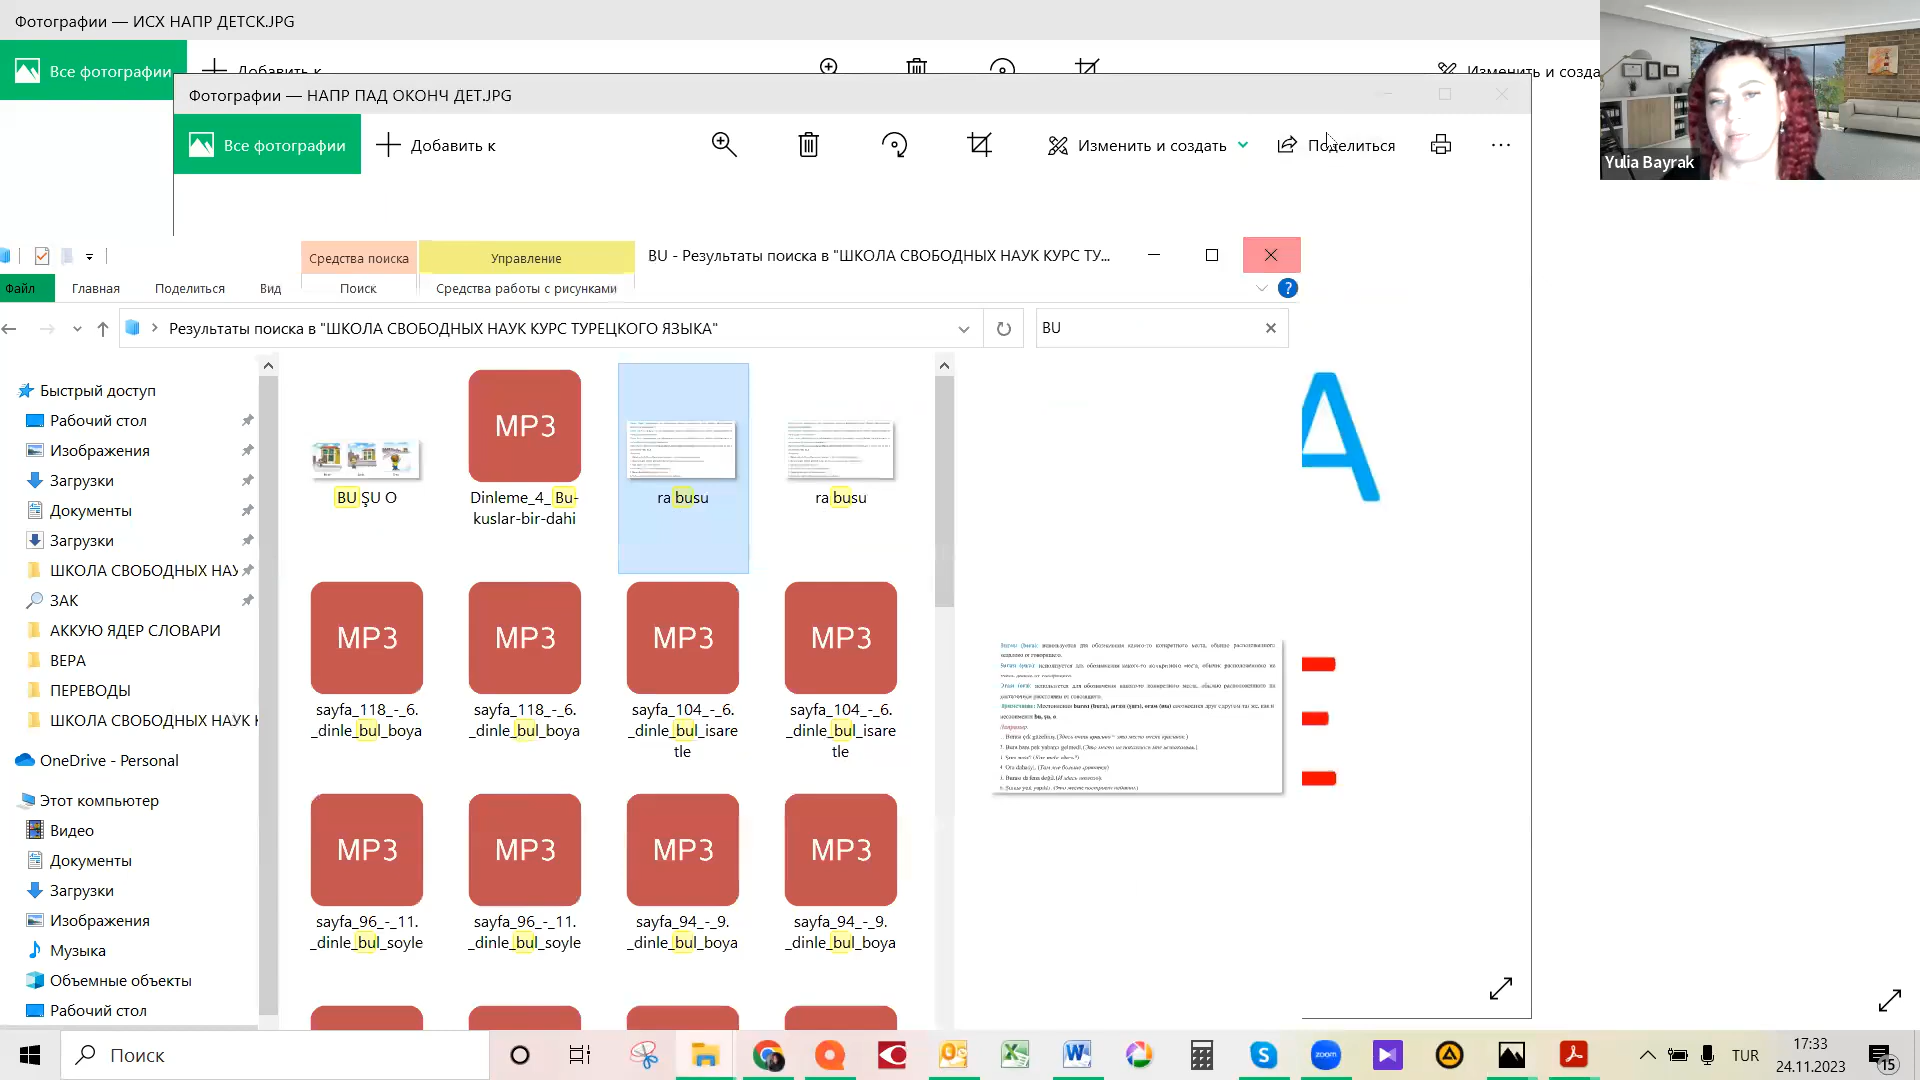 Фотографии — ИСХ НАПР ДЕТСК.JPG
Все фотографии
Добавить к
Изменить и созда
Yulia Bayrak
Фотографии — НАПР ПАД ОКОНЧ ДЕТ.JPG
Все фотографии
Добавить к
Изменить и создать
Поделиться
Средства поиска
Управление
BU - Результаты поиска в "ШКОЛА СВОБОДНЫХ НАУК КУРС ТУ...
Файл
Главная
Поделиться
Вид
Поиск
Средства работы с рисунками
Результаты поиска в "ШКОЛА СВОБОДНЫХ НАУК КУРС ТУРЕЦКОГО ЯЗЫКА"
BU
Быстрый доступ
Рабочий стол
Изображения
Загрузки
Документы
Загрузки
ШКОЛА СВОБОДНЫХ НАУ
ЗАК
АККУЮ ЯДЕР СЛОВАРИ
ВЕРА
ПЕРЕВОДЫ
ШКОЛА СВОБОДНЫХ НАУК К
OneDrive - Personal
Этот компьютер
Видео
Документы
Загрузки
Изображения
Музыка
Объемные объекты
Рабочий стол
BU ŞU O
MP3
Dinleme_4_Bu-
kuslar-bir-dahi
ra busu
ra busu
MP3
MP3
MP3
MP3
sayfa_118_-_6.
_dinle_bul_boya
sayfa_118_-_6.
_dinle_bul_boya
sayfa_104_-_6.
_dinle_bul_isare
tle
sayfa_104_-_6.
_dinle_bul_isare
tle
MP3
MP3
MP3
MP3
sayfa_96_-_11.
_dinle_bul_soyle
sayfa_96_-_11.
_dinle_bul_soyle
sayfa_94_-_9.
_dinle_bul_boya
sayfa_94_-_9.
_dinle_bul_boya
A
Поиск
zoom
TUR
17:33
24.11.2023
15